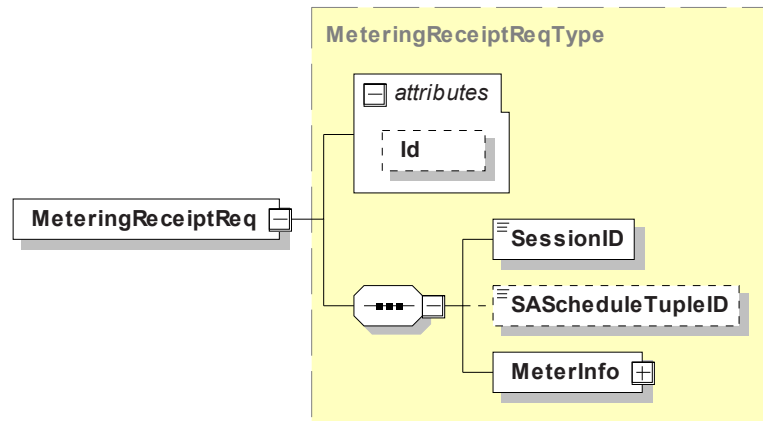 MeteringReceiptReqType
attributes
Id
MeteringReceiptReq
SessionID
SAScheduleTupleID
MeterInfo